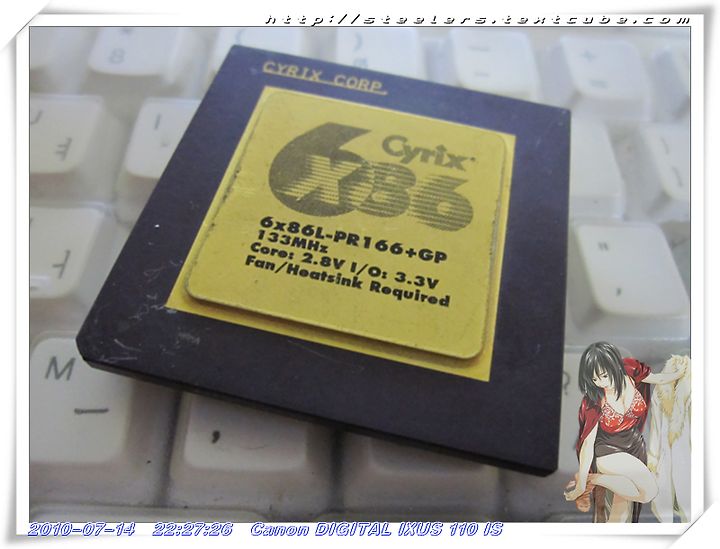 http://steelers.textcube.com/
CYRIX CORP.
6x86
Cyrix
6x86L-PR166+GP
133MHz
Core: 2.8V I/O: 3.3V
Fan/Heatsink Required
M
2010-07-14 22:27:26 Canon DIGITAL IXUS 110 IS